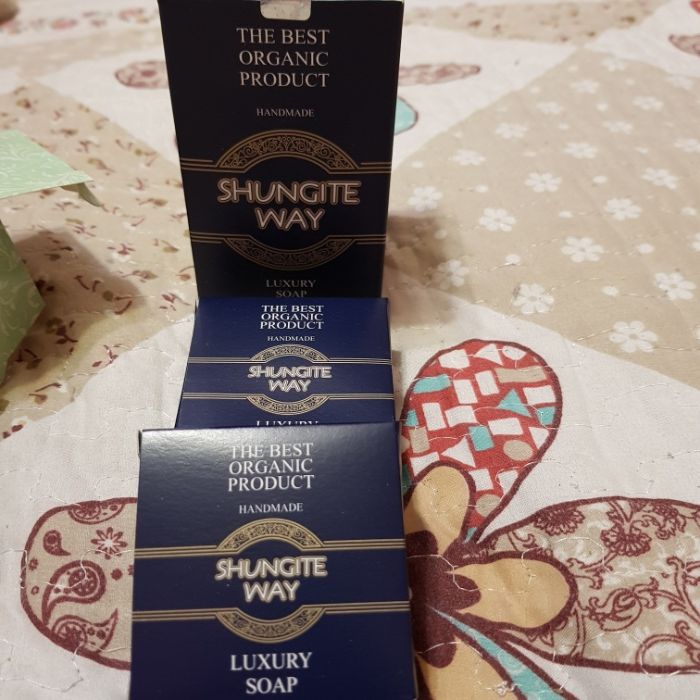 THE BEST
ORGANIC
PRODUCT
HANDMADE
SHUNGITE
WAY
LUXURY
SOAP
THE BEST
ORGANIC
PRODUCT
HANDMADE
SHUNGITE
WAY
LUXURY
THE BEST
ORGANIC
PRODUCT
HANDMADE
SHUNGITE
WAY
LUXURY
SOAP